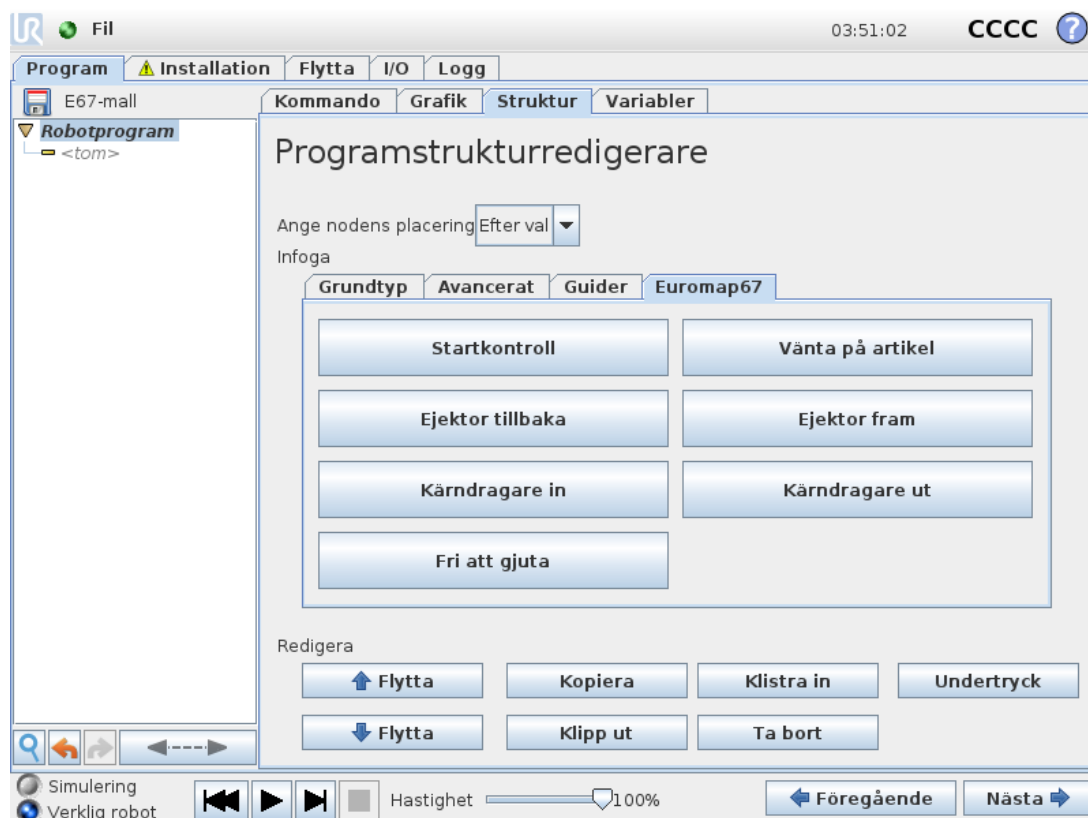 UR Fil 03:51:02 CCCC ?
Program Installation Flytta I/O Logg
E67-mall
Robotprogram
<tom>
Kommando Grafik Struktur Variabler
Programstrukturredigerare
Ange nodens placering Efter val
Infoga
Grundtyp Avancerat Guider Euromap67
Startkontroll Vänta på artikel
Ejektor tillbaka Ejektor fram
Kärndragare in Kärndragare ut
Fri att gjuta
Redigera
Flytta Kopiera Klistra in Undertryck
Flytta Klipp ut Ta bort
Simulering
Verklig robot
Hastighet 100% Föregående Nästa